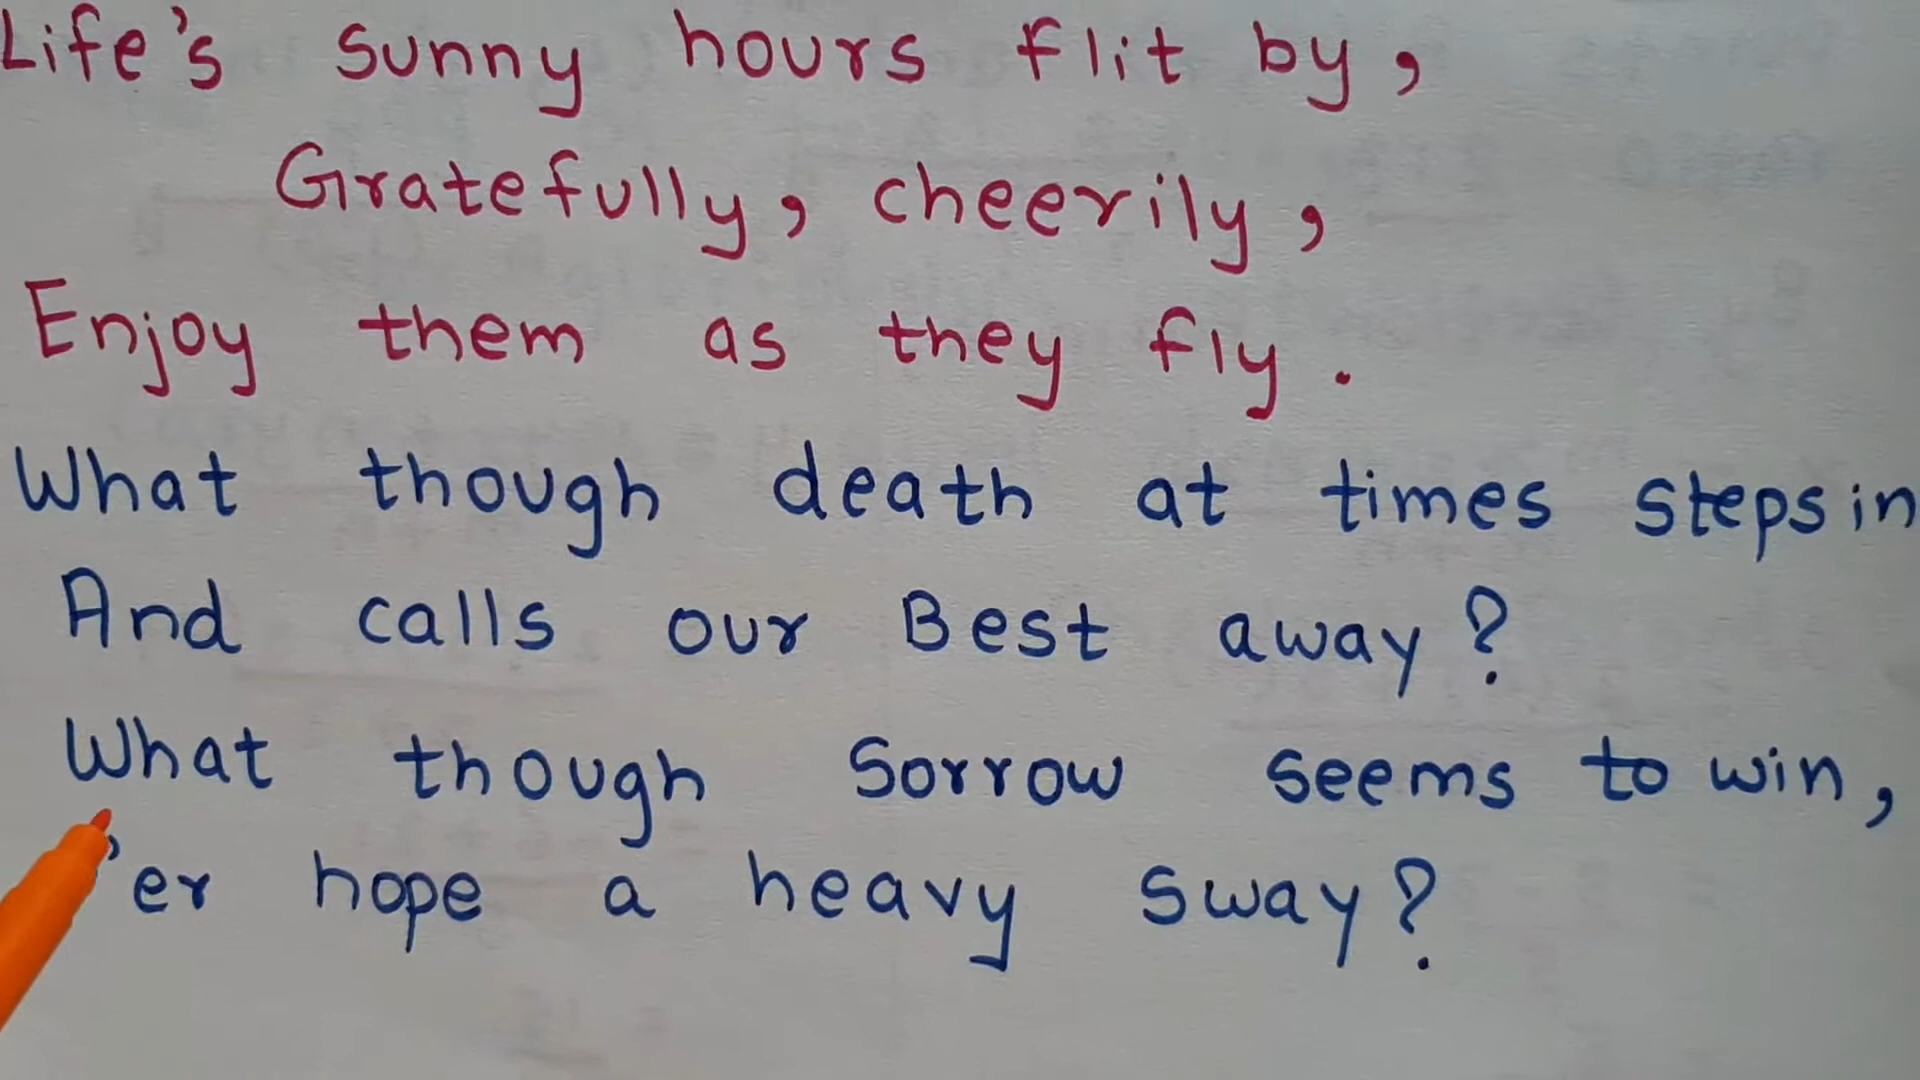 Life's sunny hours flit by,
Gratefully, cheerily,
Enjoy them as they fly.
What though death at times steps in
And calls our Best away?
What though Sorrow seems to win,
'er hope a heavy sway?